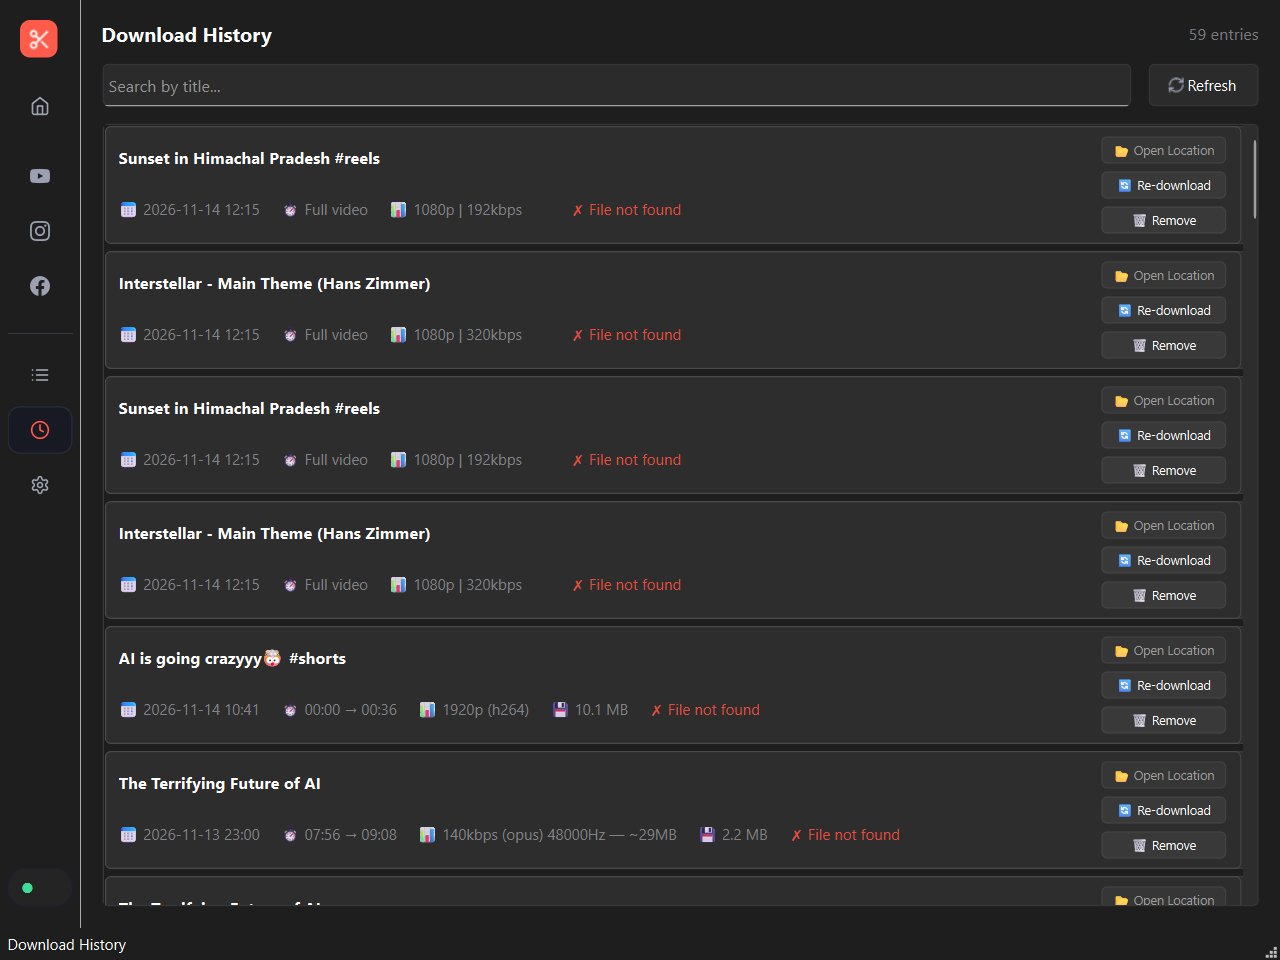 Download History
59 entries
Search by title...
Refresh
Sunset in Himachal Pradesh #reels
2026-11-14 12:15 Full video 1080p | 192kbps ✗ File not found
Open Location
Re-download
Remove
Interstellar - Main Theme (Hans Zimmer)
2026-11-14 12:15 Full video 1080p | 320kbps ✗ File not found
Open Location
Re-download
Remove
Sunset in Himachal Pradesh #reels
2026-11-14 12:15 Full video 1080p | 192kbps ✗ File not found
Open Location
Re-download
Remove
Interstellar - Main Theme (Hans Zimmer)
2026-11-14 12:15 Full video 1080p | 320kbps ✗ File not found
Open Location
Re-download
Remove
AI is going crazyyy🤯 #shorts
2026-11-14 10:41 00:00 → 00:36 1920p (h264) 10.1 MB ✗ File not found
Open Location
Re-download
Remove
The Terrifying Future of AI
2026-11-13 23:00 07:56 → 09:08 140kbps (opus) 48000Hz — ~29MB 2.2 MB ✗ File not found
Open Location
Re-download
Remove
The Terrifying Future of AI
Open Location
Download History